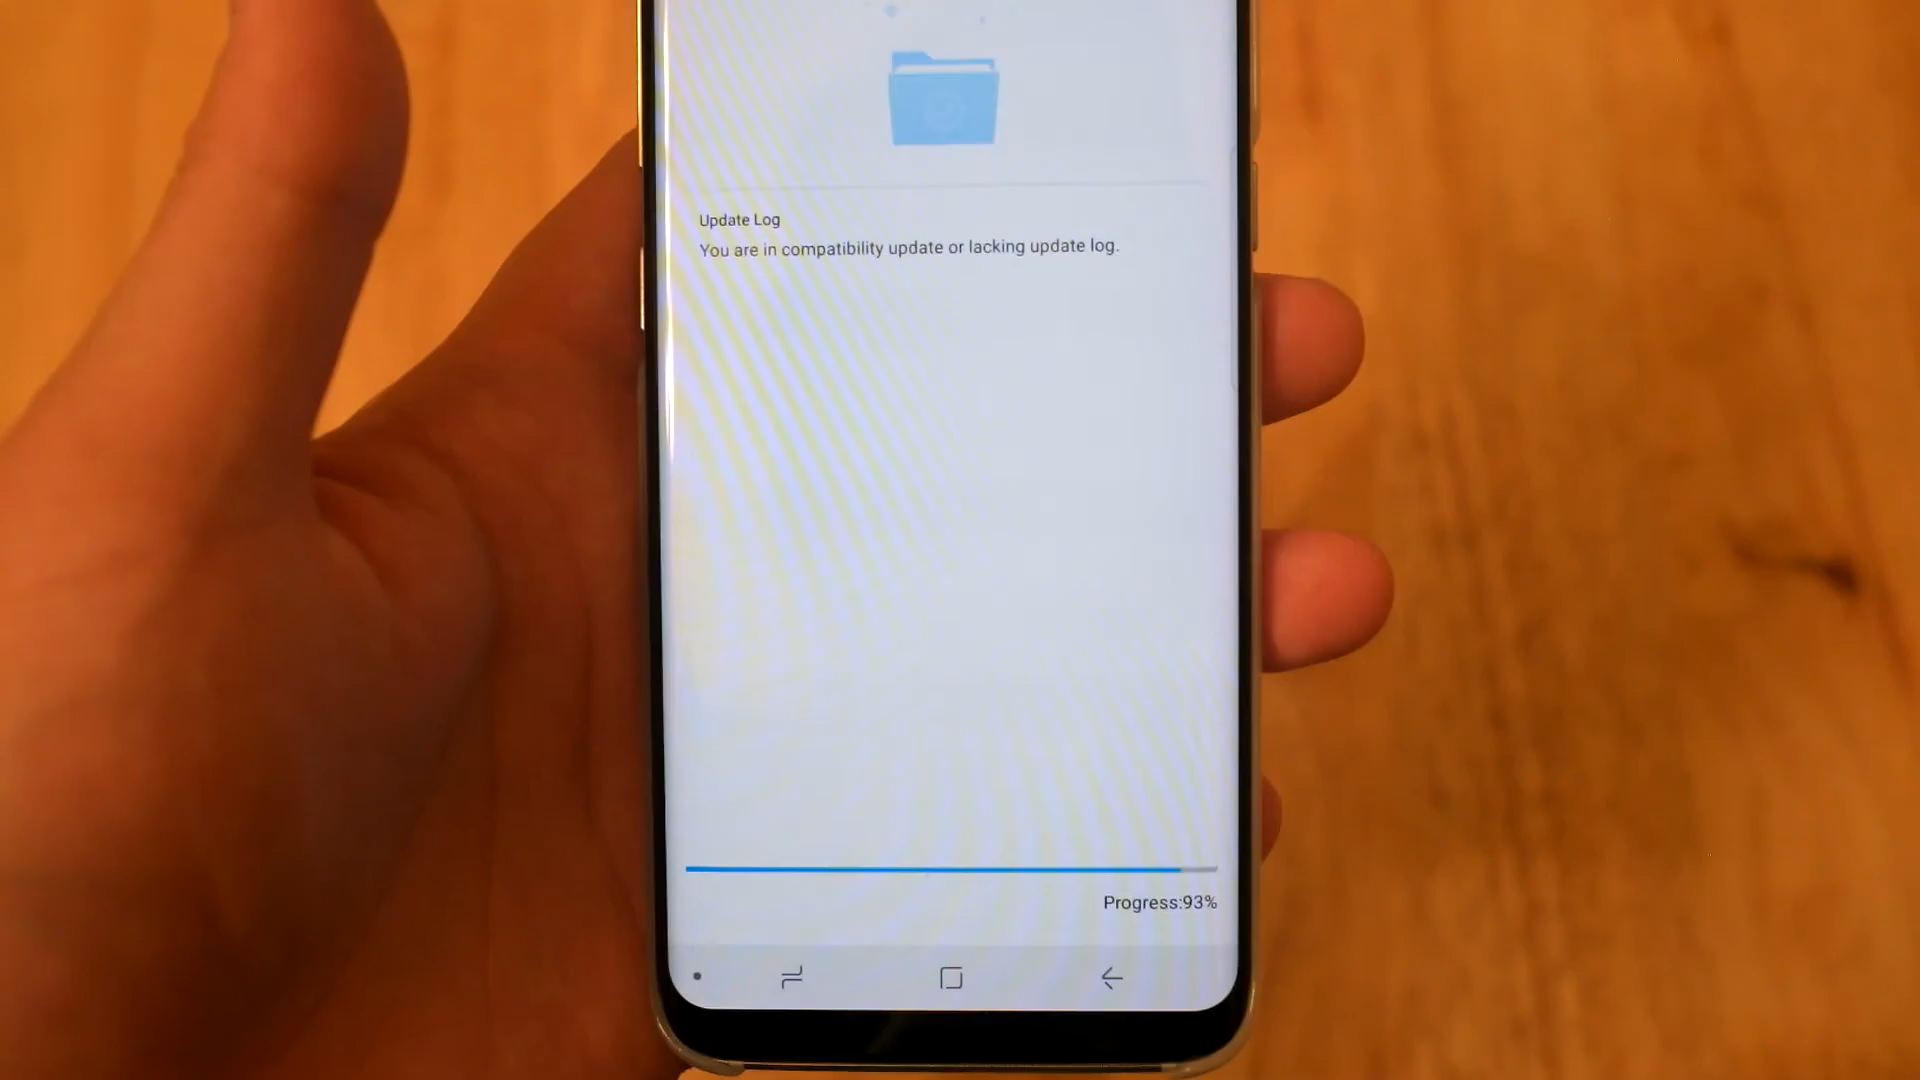 Update Log
You are in compatibility update or lacking update log.
Progress:93%